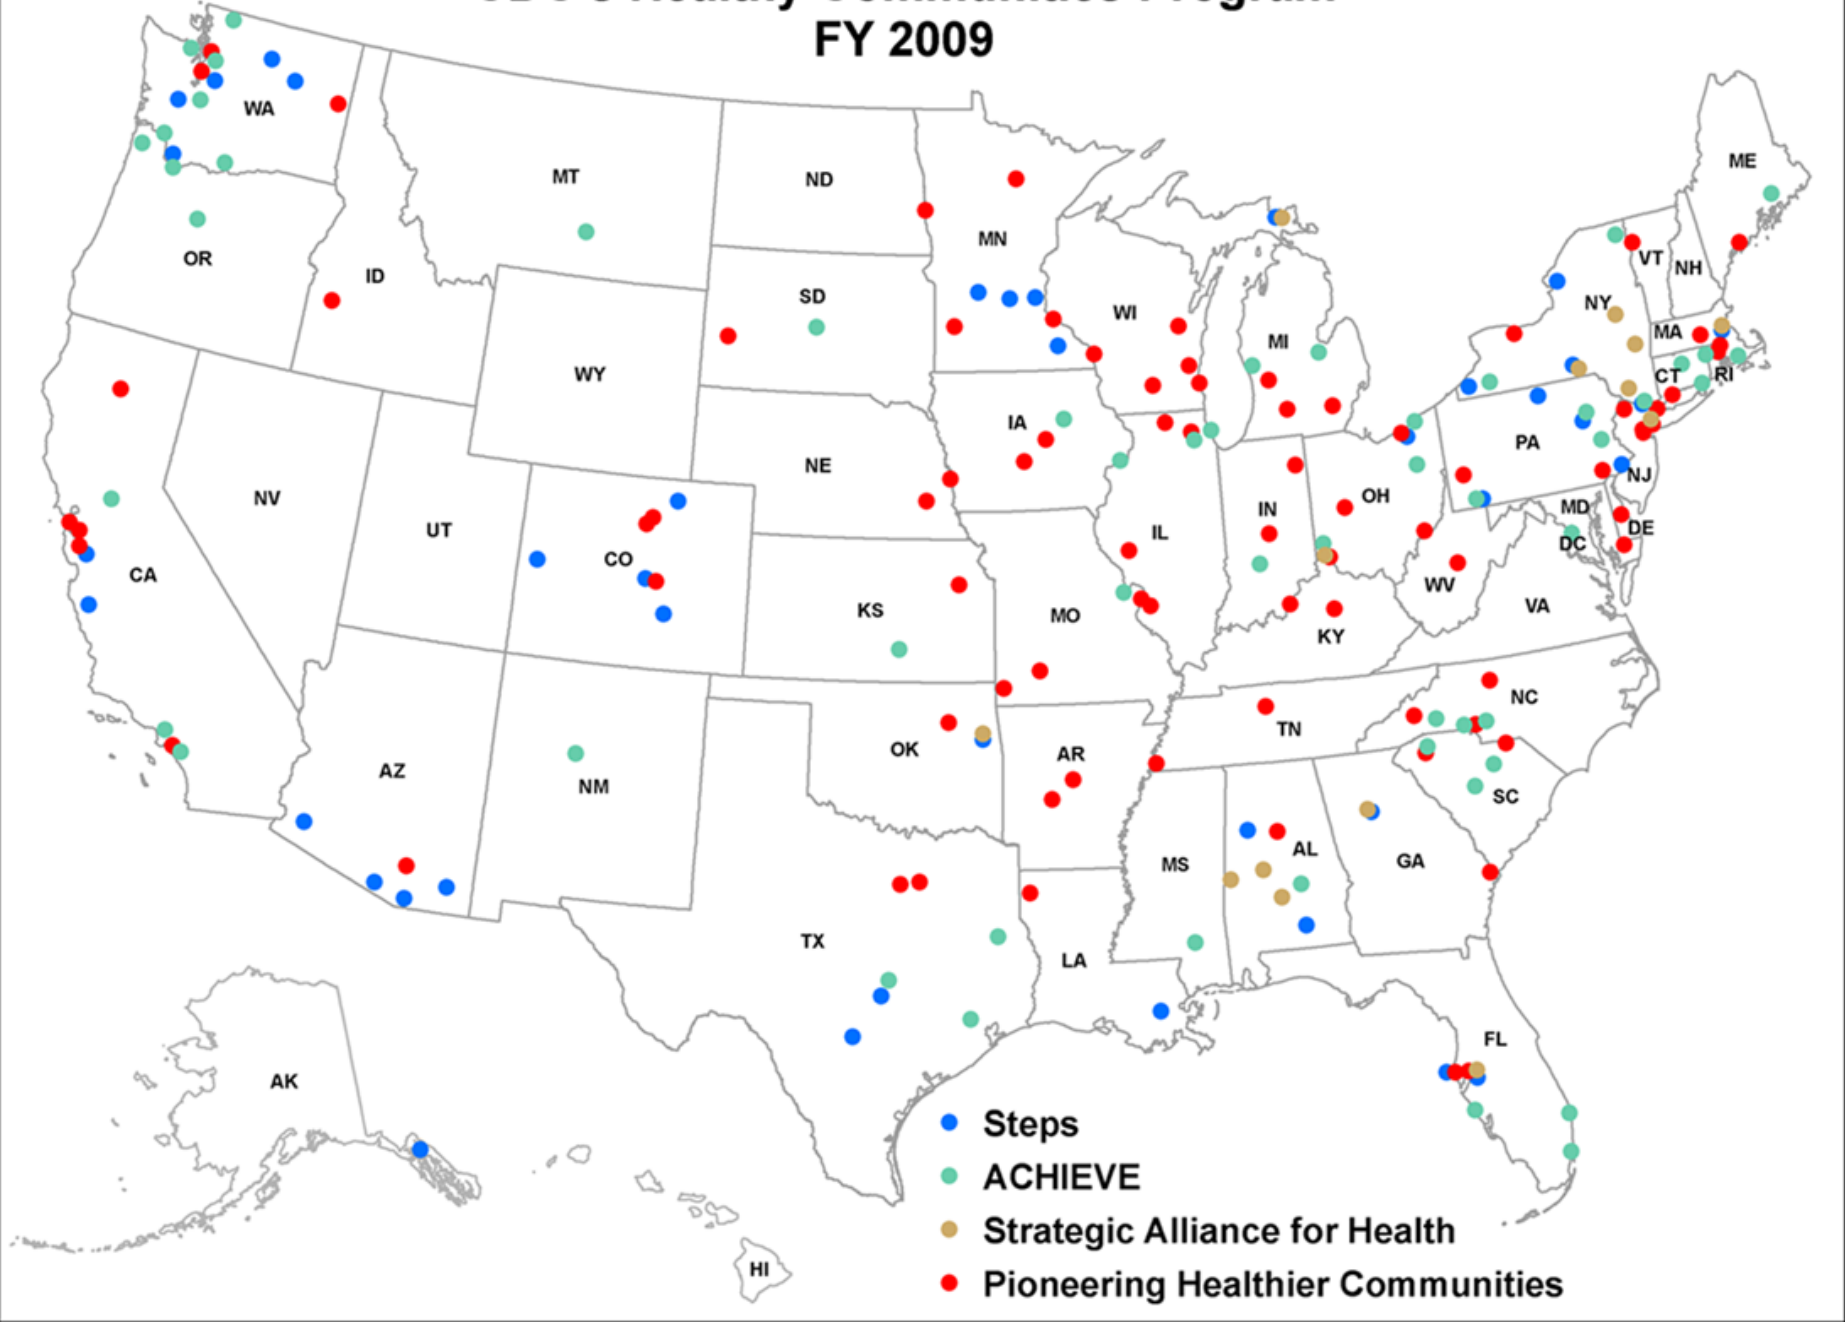 FY 2009
WA
MT
ND
MN
ME
OR
ID
SD
WI
MI
NY
VT
NH
MA
WY
CT
RI
IA
NE
PA
NV
UT
CO
IL
IN
OH
NJ
MD
DE
DC
CA
KS
MO
WV
VA
KY
NC
TN
AZ
NM
OK
AR
SC
MS
AL
GA
TX
LA
FL
AK
HI
Steps
ACHIEVE
Strategic Alliance for Health
Pioneering Healthier Communities